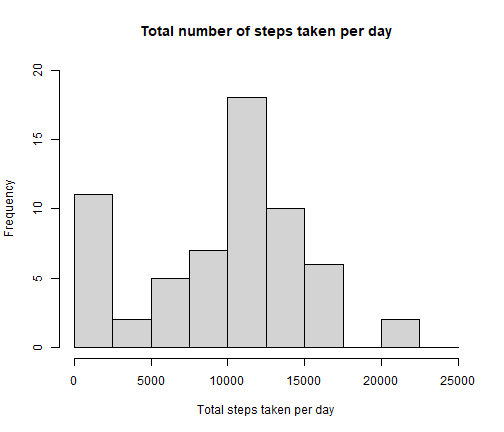 Total number of steps taken per day
20
15
10
5
0
Frequency
0 5000 10000 15000 20000 25000
Total steps taken per day